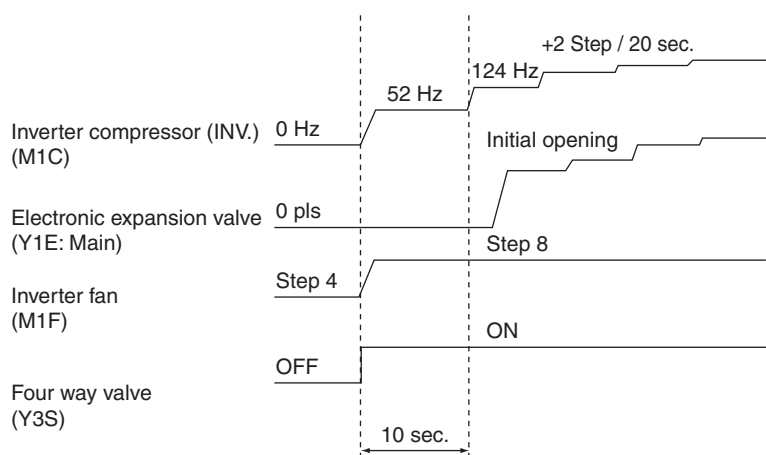 +2 Step / 20 sec.
124 Hz
52 Hz
Inverter compressor (INV.) 0 Hz
(M1C)
Initial opening
Electronic expansion valve 0 pls
(Y1E: Main)
Step 8
Step 4
Inverter fan
(M1F)
ON
OFF
Four way valve
(Y3S)
10 sec.